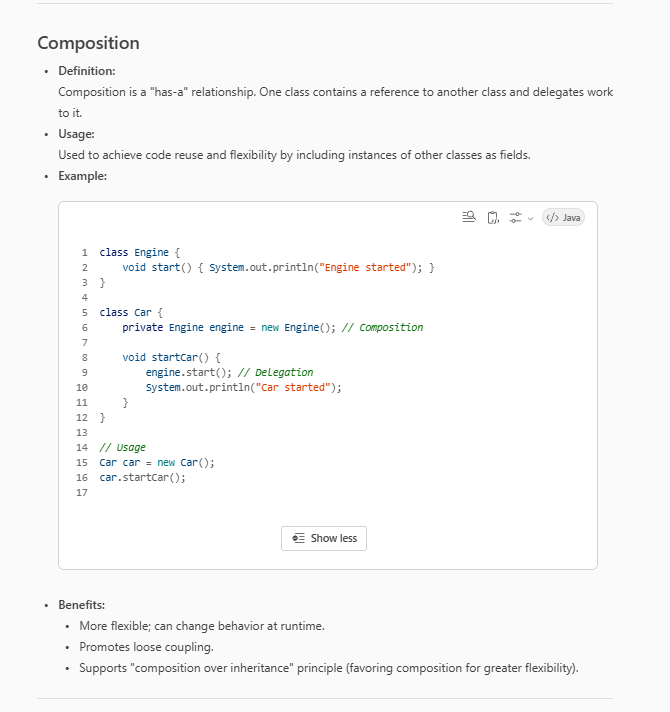 Composition
• Definition:
Composition is a "has-a" relationship. One class contains a reference to another class and delegates work
to it.
• Usage:
Used to achieve code reuse and flexibility by including instances of other classes as fields.
• Example:
</> Java
1 class Engine {
2     void start() { System.out.println("Engine started"); }
3 }
4
5 class Car {
6     private Engine engine = new Engine(); // Composition
7
8     void startCar() {
9         engine.start(); // Delegation
10         System.out.println("Car started");
11     }
12 }
13
14 // Usage
15 Car car = new Car();
16 car.startCar();
17
Show less
• Benefits:
• More flexible; can change behavior at runtime.
• Promotes loose coupling.
• Supports "composition over inheritance" principle (favoring composition for greater flexibility).